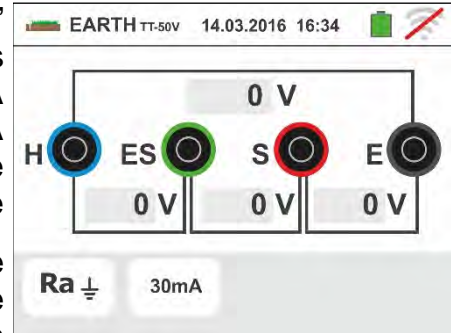 EARTH TT-50V 14.03.2016 16:34
0 V
H ES S E
0 V 0 V 0 V
Ra 30mA